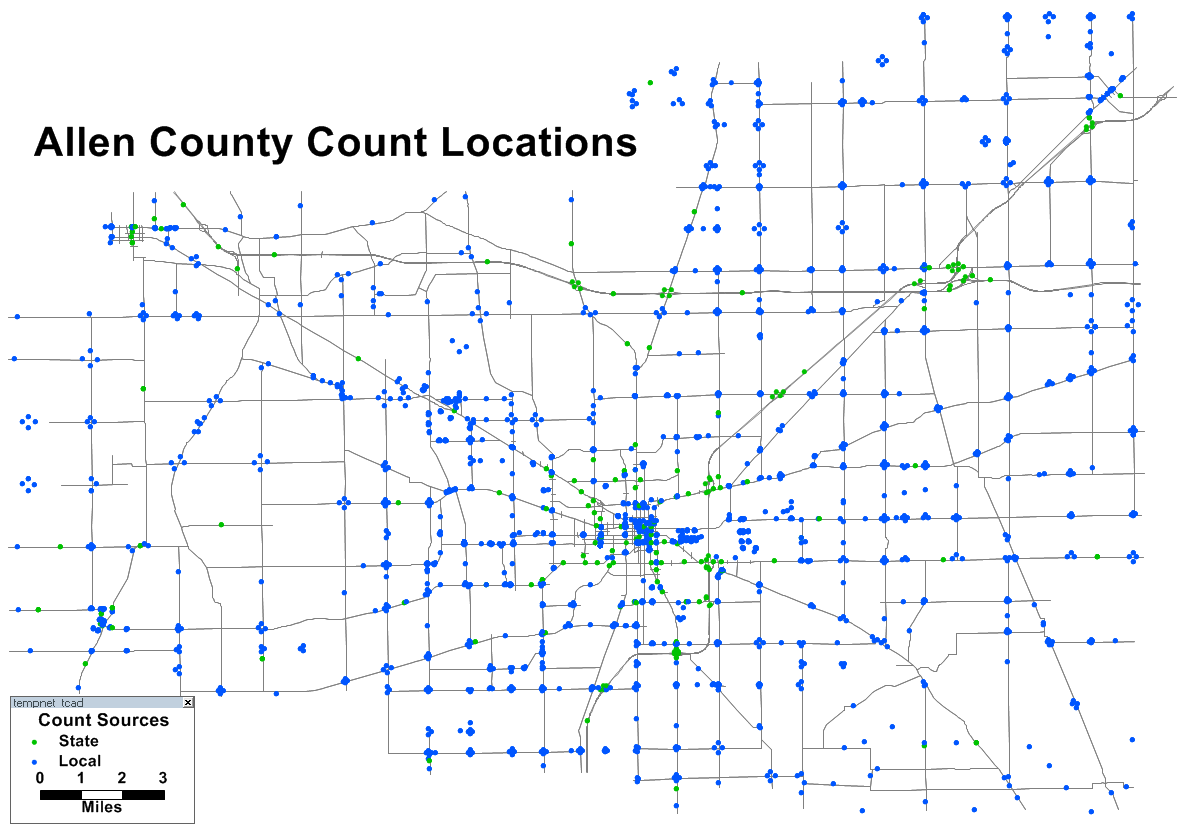 Allen County Count Locations
tempnet_tcad
Count Sources
State
Local
0 1 2 3
Miles